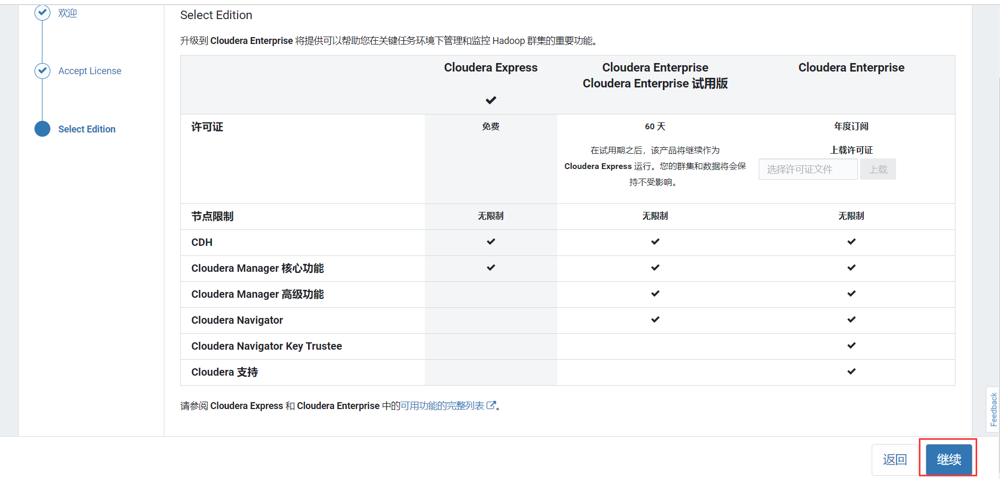 欢迎
Accept License
Select Edition
Select Edition
升级到 Cloudera Enterprise 将提供可以帮助您在关键任务环境下管理和监控 Hadoop 群集的重要功能。
Cloudera Express
Cloudera Enterprise
Cloudera Enterprise 试用版
Cloudera Enterprise
许可证
免费
60 天
在试用期之后，该产品将继续作为
Cloudera Express 运行。您的群集和数据将会保
持不受影响。
年度订阅
上载许可证
选择许可证文件 上载
节点限制 无限制 无限制 无限制
CDH
Cloudera Manager 核心功能
Cloudera Manager 高级功能
Cloudera Navigator
Cloudera Navigator Key Trustee
Cloudera 支持
请参阅 Cloudera Express 和 Cloudera Enterprise 中的可用功能的完整列表。
Feedback
返回 继续